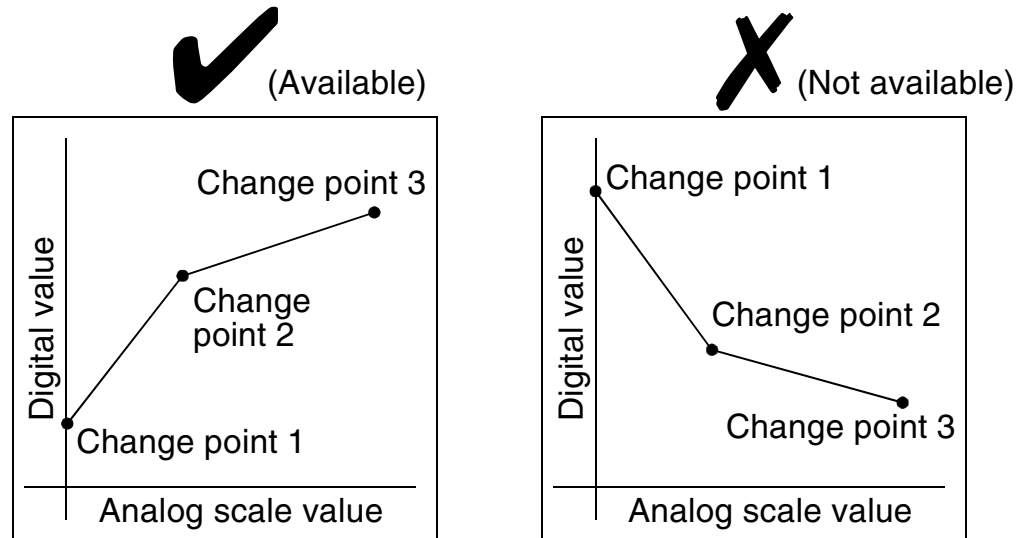 (Available)
Change point 3
Change
point 2
Change point 1
Digital value
Analog scale value
(Not available)
Change point 1
Change point 2
Change point 3
Digital value
Analog scale value